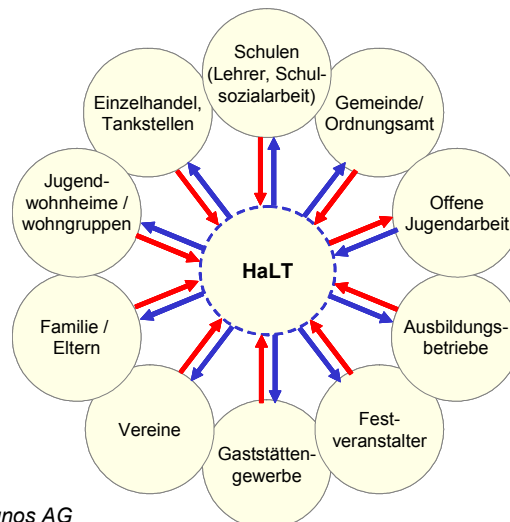 Schulen
(Lehrer, Schul-
sozialarbeit)
Gemeinde/
Ordnungsamt
Offene
Jugendarbeit
Ausbildungs-
betriebe
Fest-
veranstalter
Gaststätten-
gewerbe
Vereine
Familie /
Eltern
Jugend-
wohnheime /
wohngruppen
Einzelhandel,
Tankstellen
HaLT
AG